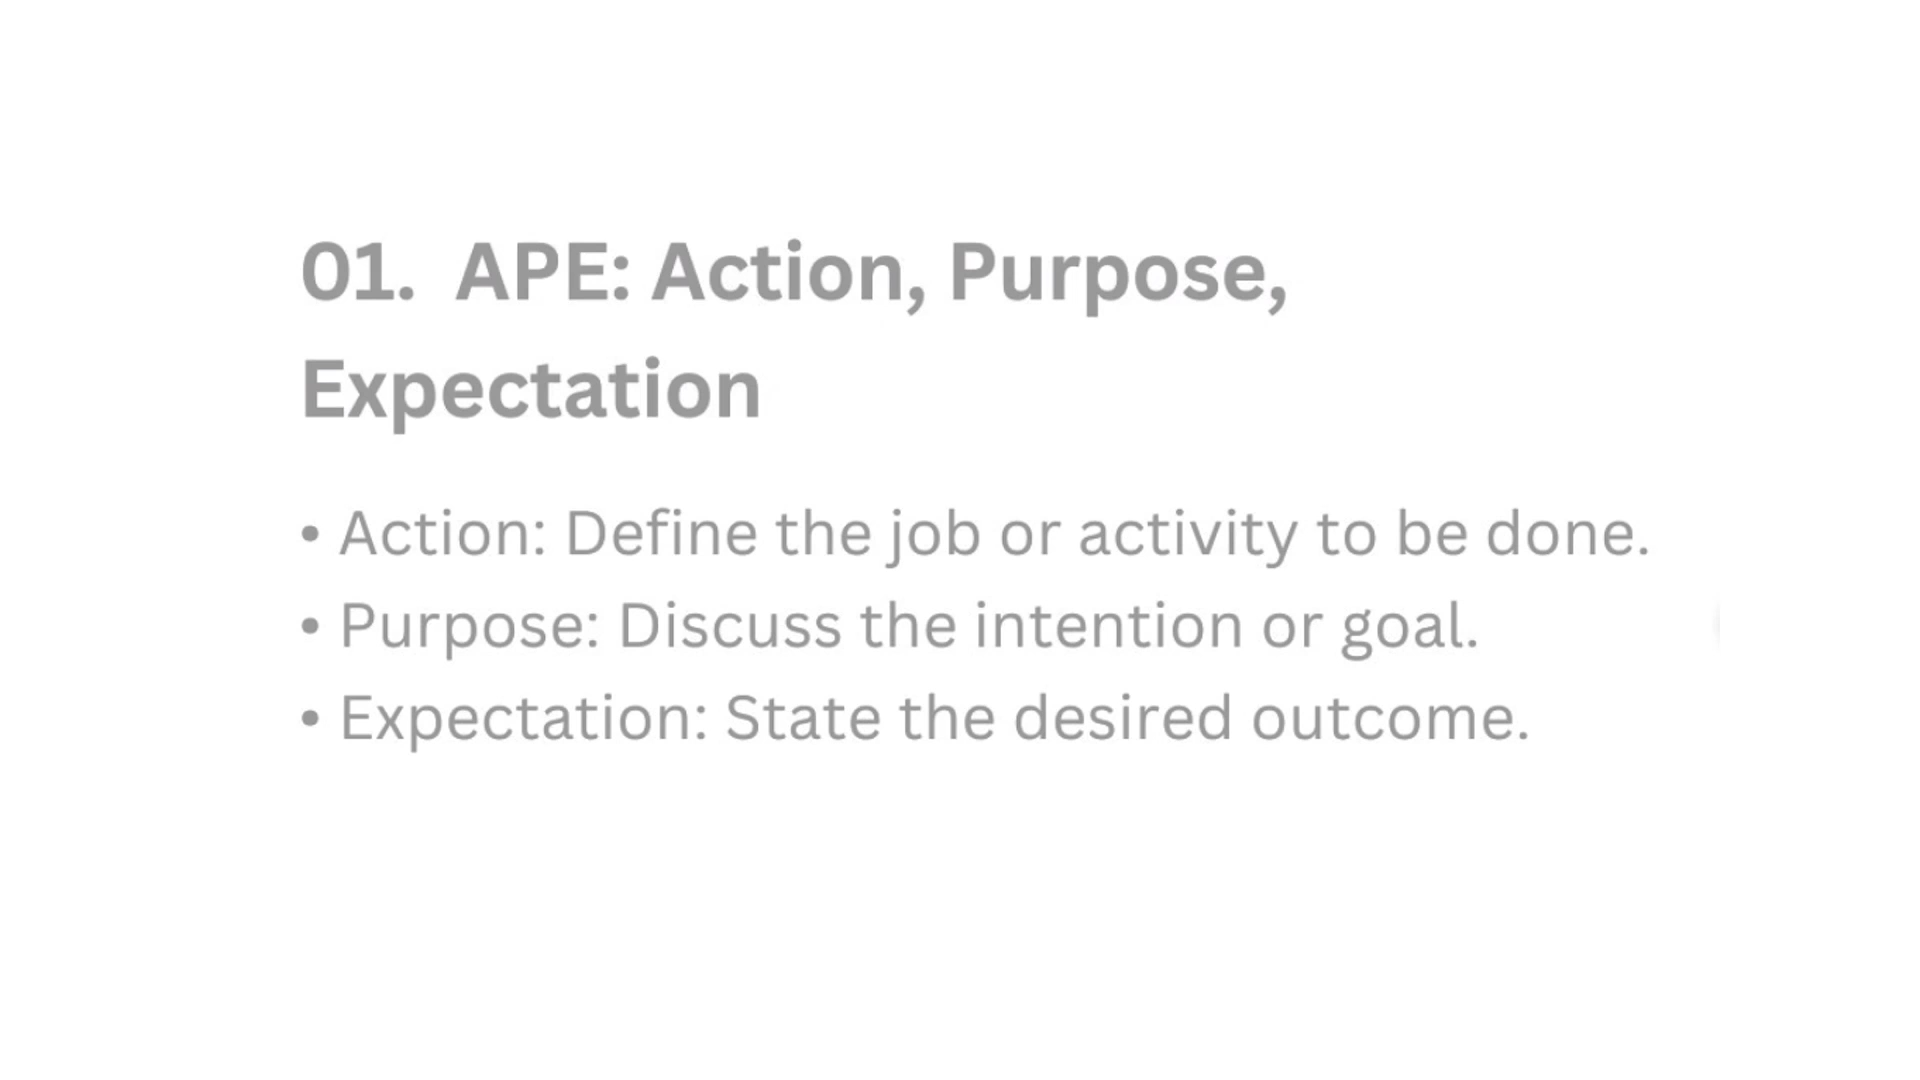 01. APE: Action, Purpose,
Expectation
• Action: Define the job or activity to be done.
• Purpose: Discuss the intention or goal.
• Expectation: State the desired outcome.